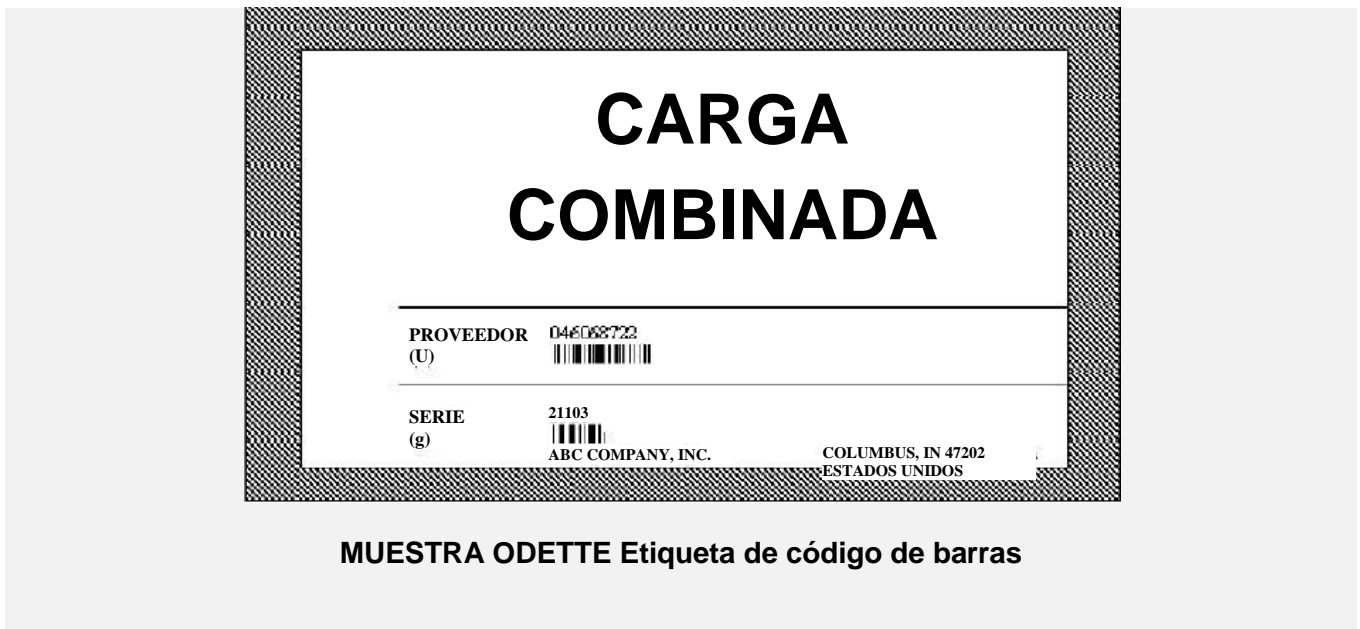 CARGA
COMBINADA
PROVEEDOR 046068722
(U)
SERIE 21103
(g)
ABC COMPANY, INC. COLUMBUS, IN 47202
ESTADOS UNIDOS
MUESTRA ODETTE Etiqueta de código de barras